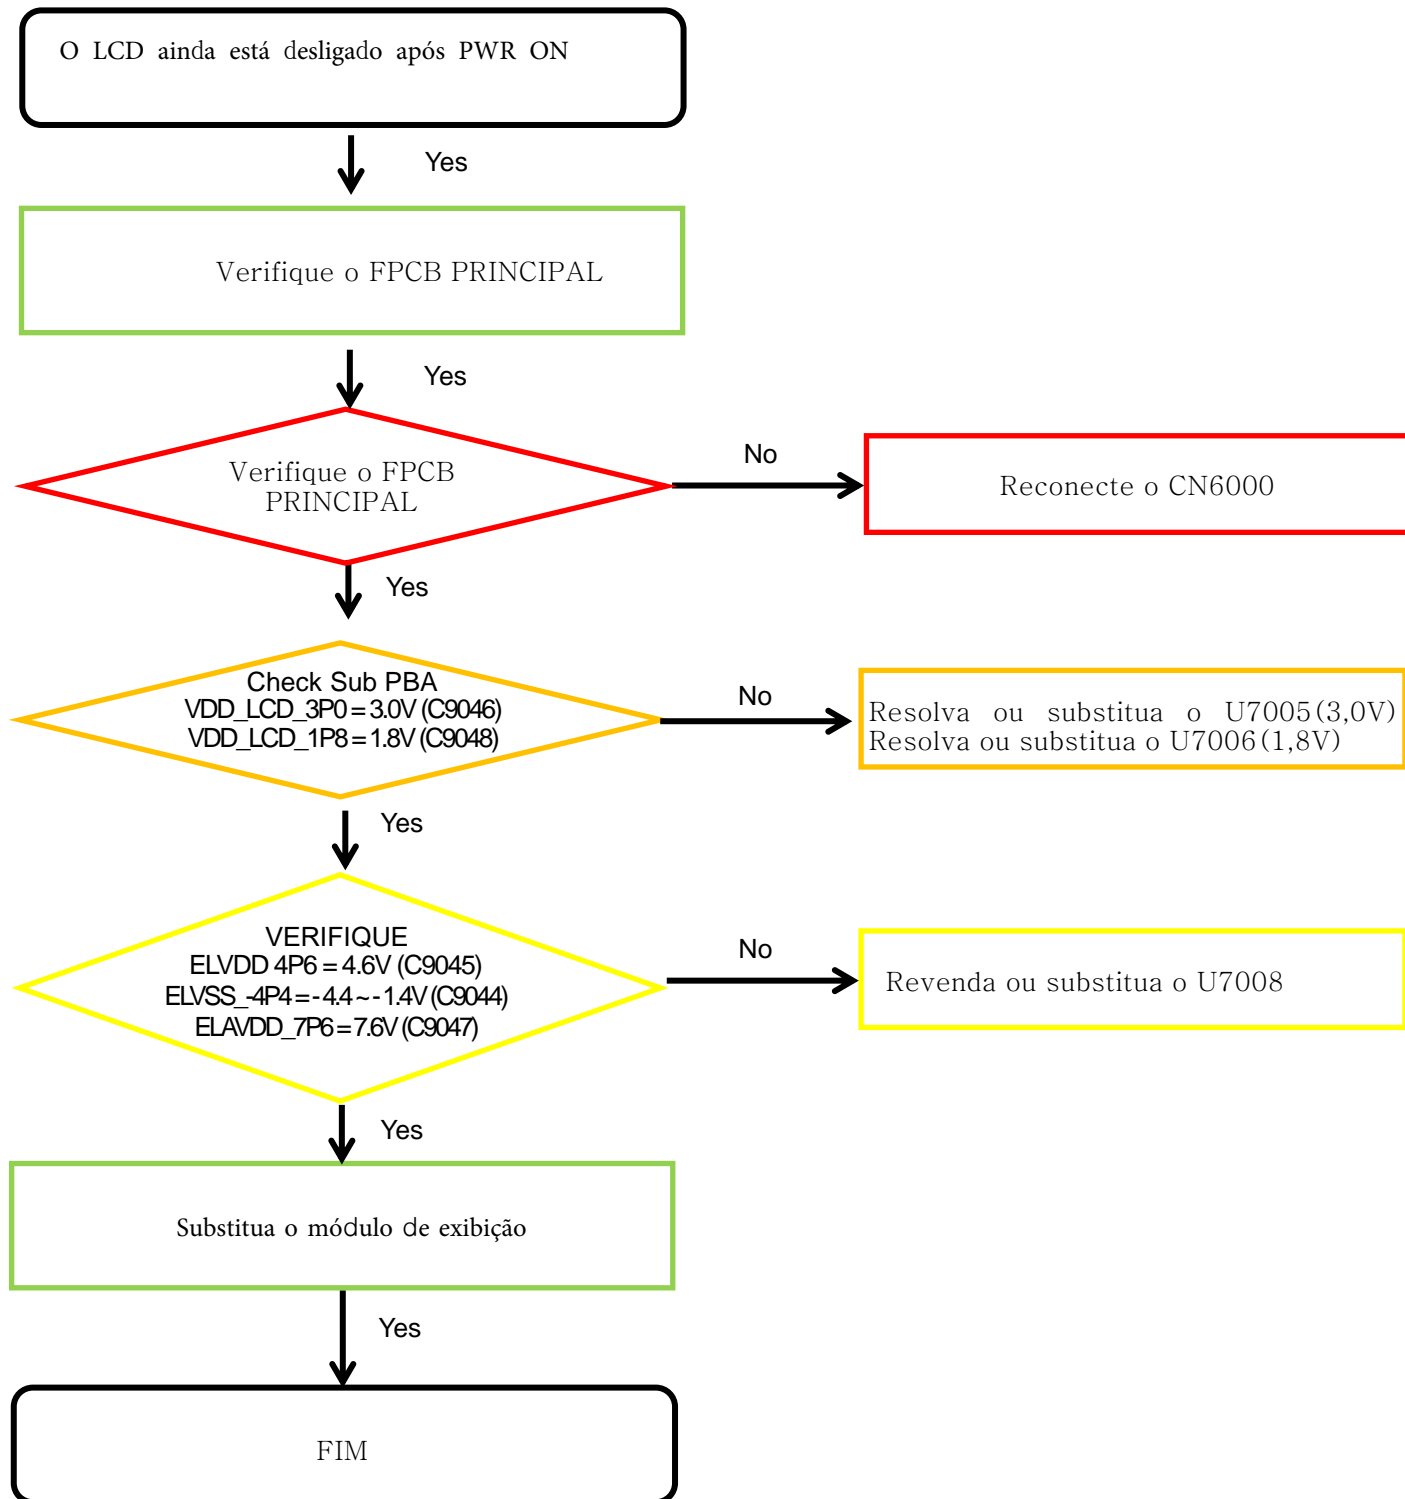 O LCD ainda está desligado após PWR ON
Yes
Verifique o FPCB PRINCIPAL
Yes
Verifique o FPCB
PRINCIPAL
No
Reconecte o CN6000
Yes
Check Sub PBA
VDD_LCD_3P0 = 3.0V (C9046)
VDD_LCD_1P8 = 1.8V (C9048)
No
Resolva ou substitua o U7005(3,0V)
Resolva ou substitua o U7006(1,8V)
Yes
VERIFIQUE
ELVDD 4P6 = 4.6V (C9045)
ELVSS_-4P4 = -4.4 ~ -1.4V (C9044)
ELAVDD_7P6 = 7.6V (C9047)
No
Revenda ou substitua o U7008
Yes
Substitua o módulo de exibição
Yes
FIM